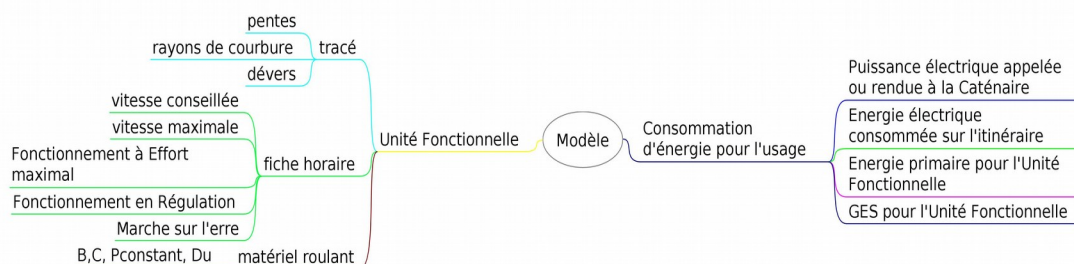 pentes
rayons de courbure
tracé
dévers
vitesse conseillée
vitesse maximale
Fonctionnement à Effort
maximal
fiche horaire
Fonctionnement en Régulation
Marche sur l'erre
B,C, Pconstant, Du
matériel roulant
Unité Fonctionnelle
Modèle
Consommation
d'énergie pour l'usage
Puissance électrique appelée
ou rendue à la Caténaire
Energie électrique
consommée sur l'itinéraire
Energie primaire pour l'Unité
Fonctionnelle
GES pour l'Unité Fonctionnelle